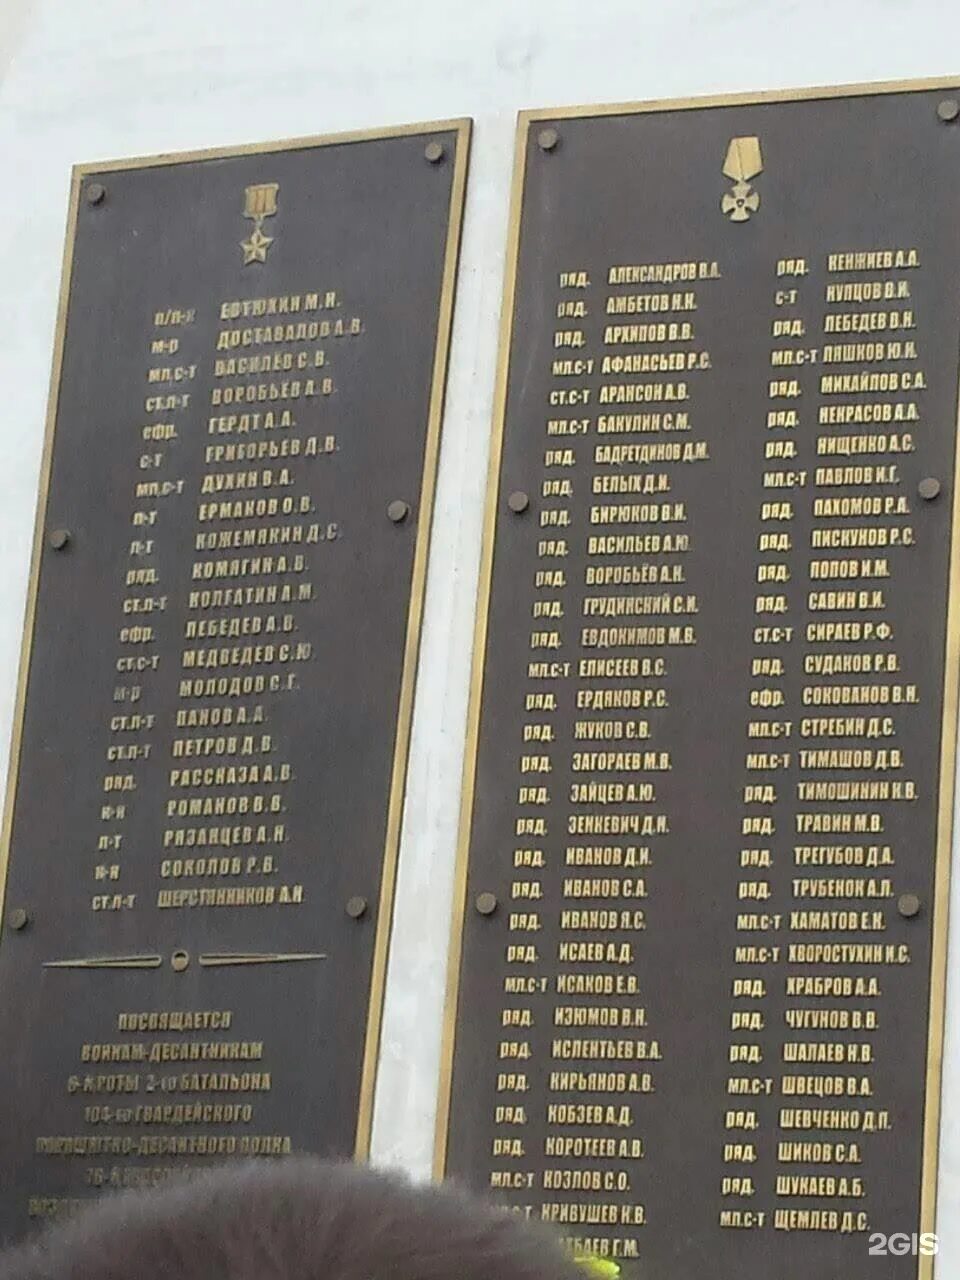 п/п-к ЕВТЮХИН М.Н.
м-р ДОСТАВАЛОВ А.В.
мл.с-т ВАСИЛЁВ С.В.
ст.л-т ВОРОБЬЕВ А.В.
ефр. ГЕРДТ А.А.
с-т ГРИГОРЬЕВ Д.В.
мл.с-т ДУХИН В.А.
л-т ЕРМАКОВ О.В.
л-т КОЖЕМЯКИН Д.С.
ряд. КОМЯГИН А.В.
ст.л-т КОЛГАТИН А.М.
ефр. ЛЕБЕДЕВ А.В.
ст.с-т МЕДВЕДЕВ С.Ю.
м-р МОЛОДОВ С.Г.
ст.л-т ПАНОВ А.А.
ст.л-т ПЕТРОВ Д.В.
ряд. РАССКАЗА А.В.
к-н РОМАНОВ В.В.
л-т РЯЗАНЦЕВ А.Н.
к-н СОКОЛОВ Р.В.
ст.л-т ШЕРСТЯННИКОВ А.Н.
ПОСВЯЩАЕТСЯ
ВОИНАМ-ДЕСАНТНИКАМ
6-й РОТЫ 2-го БАТАЛЬОНА
104-го ГВАРДЕЙСКОГО
ПАРАШЮТНО-ДЕСАНТНОГО ПОЛКА
76-й
ряд. АЛЕКСАНДРОВ В.А.
ряд. АМБЕТОВ Н.К.
ряд. АРХИПОВ В.В.
мл.с-т АФАНАСЬЕВ Р.С.
ст.с-т АРАНСОН А.В.
мл.с-т БАКУЛИН С.М.
ряд. БАДРЕТДИНОВ Д.М.
ряд. БЕЛЫХ Д.И.
ряд. БИРЮКОВ В.И.
ряд. ВАСИЛЬЕВ А.Ю.
ряд. ВОРОБЬЁВ А.Н.
ряд. ГРУДИНСКИЙ С.И.
ряд. ЕВДОКИМОВ М.В.
мл.с-т ЕЛИСЕЕВ В.С.
ряд. ЕРДЯКОВ Р.С.
ряд. ЖУКОВ С.В.
ряд. ЗАГОРАЕВ М.В.
ряд. ЗАЙЦЕВ А.Ю.
ряд. ЗЕНКЕВИЧ Д.Н.
ряд. ИВАНОВ Д.И.
ряд. ИВАНОВ С.А.
ряд. ИВАНОВ Я.С.
ряд. ИСАЕВ А.Д.
мл.с-т ИСАКОВ Е.В.
ряд. ИЗЮМОВ В.Н.
ряд. ИСЛЕНТЬЕВ В.А.
ряд. КИРЬЯНОВ А.В.
ряд. КОБЗЕВ А.Д.
ряд. КОРОТЕЕВ А.В.
мл.с-т КОЗЛОВ С.О.
КРИВУШЕВ К.В.
Г.М.
ряд. КЕНЖИЕВ А.А.
с-т КУПЦОВ В.И.
ряд. ЛЕБЕДЕВ В.Н.
мл.с-т ЛЯШКОВ Ю.Н.
ряд. МИХАЙЛОВ С.А.
ряд. НЕКРАСОВ А.А.
ряд. НИЩЕНКО А.С.
мл.с-т ПАВЛОВ И.Г.
ряд. ПАХОМОВ Р.А.
ряд. ПИСКУНОВ Р.С.
ряд. ПОПОВ И.М.
ряд. САВИН В.И.
ст.с-т СИРАЕВ Р.Ф.
ряд. СУДАКОВ Р.В.
ефр. СОКОВАНОВ В.Н.
мл.с-т СТРЕБИН Д.С.
мл.с-т ТИМАШОВ Д.В.
ряд. ТИМОШИНИН К.В.
ряд. ТРАВИН М.В.
ряд. ТРЕГУБОВ Д.А.
ряд. ТРУБЕНОК А.Л.
мл.с-т ХАМАТОВ Е.К.
мл.с-т ХВОРОСТУХИН И.С.
ряд. ХРАБРОВ А.А.
ряд. ЧУГУНОВ В.В.
ряд. ШАЛАЕВ Н.В.
мл.с-т ШВЕЦОВ В.А.
ряд. ШЕВЧЕНКО Д.П.
ряд. ШИКОВ С.А.
ряд. ШУКАЕВ А.Б.
мл.с-т ЩЕМЛЕВ Д.С.
2GIS